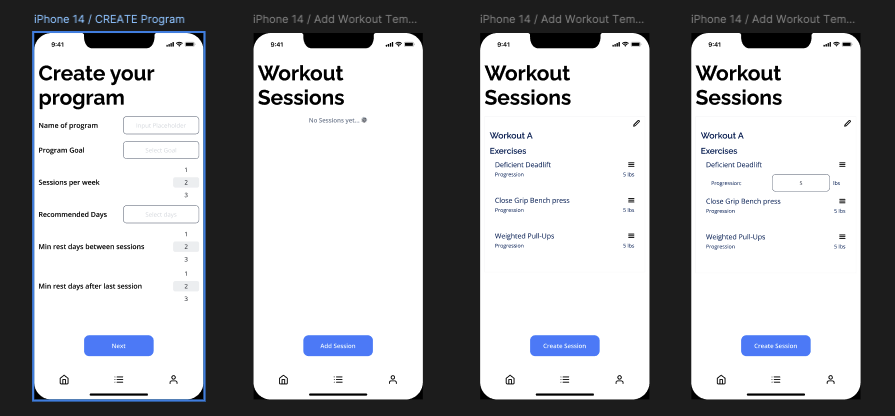 iPhone 14 / CREATE Program
9:41
Create your
program
Name of program
Input Placeholder
Program Goal
Select Goal
1
Sessions per week
2
3
Recommended Days
Select days
1
Min rest days between sessions
2
3
1
Min rest days after last session
2
3
Next
iPhone 14 / Add Workout Tem...
9:41
Workout
Sessions
No Sessions yet...
Add Session
iPhone 14 / Add Workout Tem...
9:41
Workout
Sessions
Workout A
Exercises
Deficient Deadlift
Progression 5 lbs
Close Grip Bench press
Progression 5 lbs
Weighted Pull-Ups
Progression 5 lbs
Create Session
iPhone 14 / Add Workout Tem...
9:41
Workout
Sessions
Workout A
Exercises
Deficient Deadlift
Progression: 5 lbs
Close Grip Bench press
Progression 5 lbs
Weighted Pull-Ups
Progression 5 lbs
Create Session